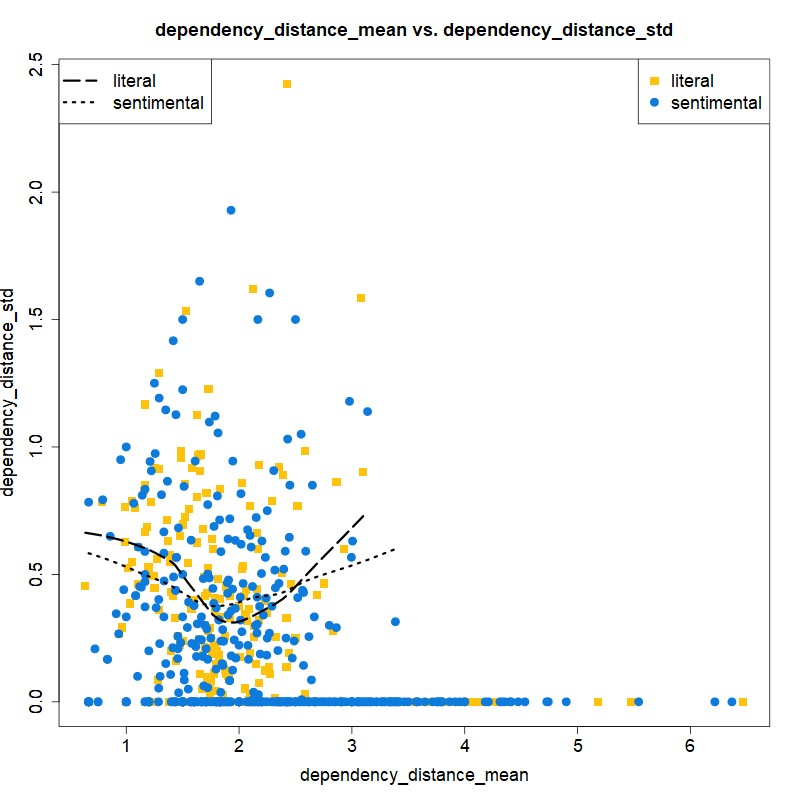 dependency_distance_mean vs. dependency_distance_std
literal
sentimental
literal
sentimental
2.5
2.0
1.5
1.0
0.5
0.0
dependency_distance_std
1 2 3 4 5 6
dependency_distance_mean